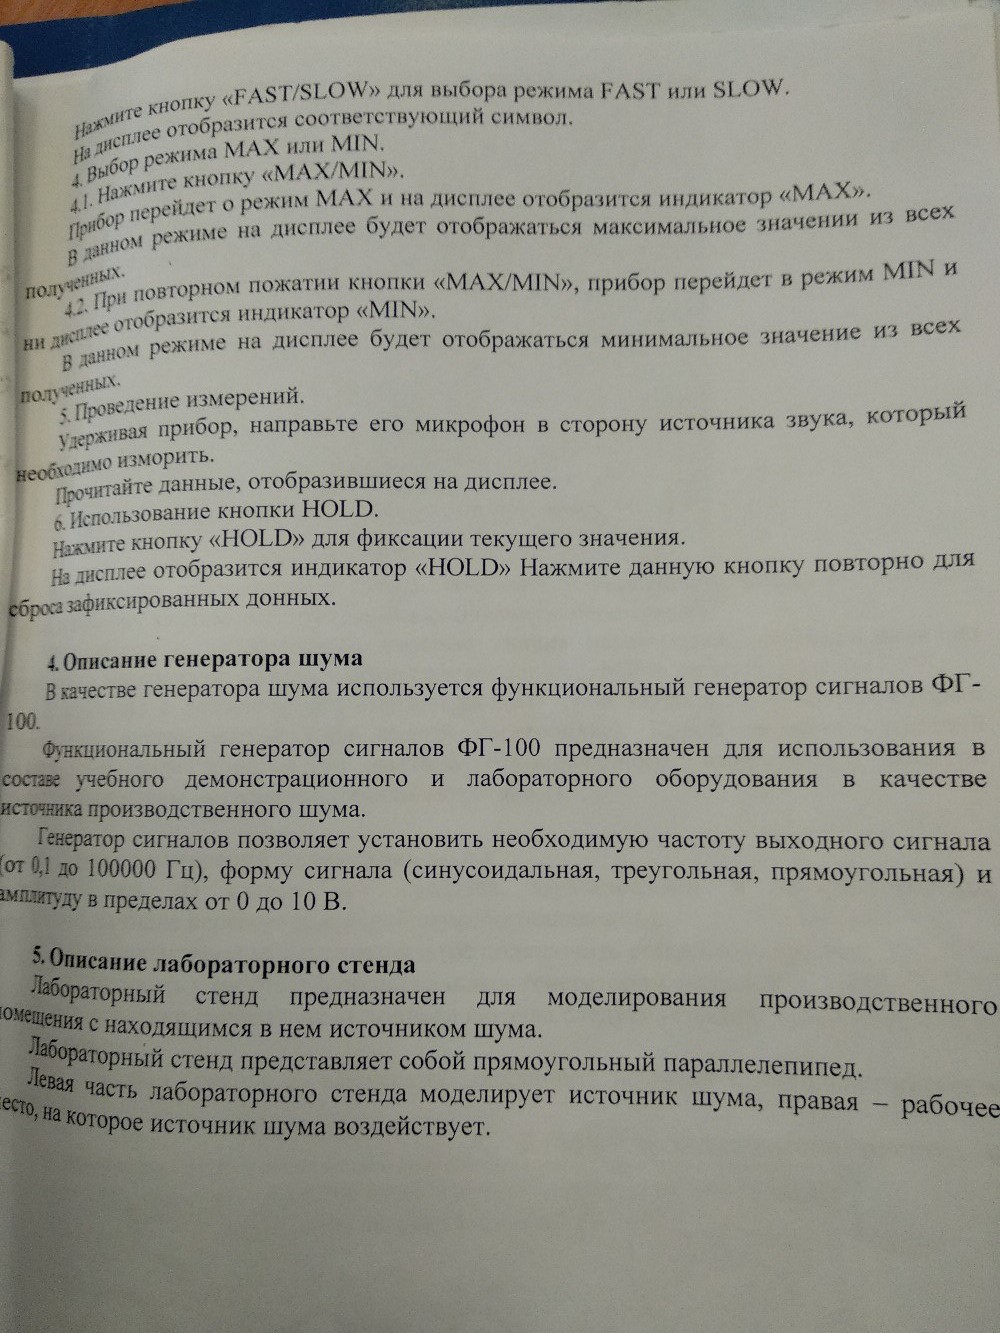 Нажмите кнопку «FAST/SLOW» для выбора режима FAST или SLOW.
На дисплее отобразится соответствующий символ.
4. Выбор режима MAX или MIN.
4.1. Нажмите кнопку «MAX/MIN».
Прибор перейдет о режим MAX и на дисплее отобразится индикатор «MAX».
В данном режиме на дисплее будет отображаться максимальное значении из всех
полученных.
4.2. При повторном пожатии кнопки «MAX/MIN», прибор перейдет в режим MIN и
ни дисплее отобразится индикатор «MIN».
В данном режиме на дисплее будет отображаться минимальное значение из всех
полученных.
5. Проведение измерений.
Удерживая прибор, направьте его микрофон в сторону источника звука, который
необходимо изморить.
Прочитайте данные, отобразившиеся на дисплее.
6. Использование кнопки HOLD.
Нажмите кнопку «HOLD» для фиксации текущего значения.
На дисплее отобразится индикатор «HOLD» Нажмите данную кнопку повторно для
сброса зафиксированных донных.
4. Описание генератора шума
В качестве генератора шума используется функциональный генератор сигналов ФГ-
100.
Функциональный генератор сигналов ФГ-100 предназначен для использования в
составе учебного демонстрационного и лабораторного оборудования в качестве
источника производственного шума.
Генератор сигналов позволяет установить необходимую частоту выходного сигнала
(от 0,1 до 100000 Гц), форму сигнала (синусоидальная, треугольная, прямоугольная) и
амплитуду в пределах от 0 до 10 В.
5. Описание лабораторного стенда
Лабораторный стенд предназначен для моделирования производственного
помещения с находящимся в нем источником шума.
Лабораторный стенд представляет собой прямоугольный параллелепипед.
Левая часть лабораторного стенда моделирует источник шума, правая – рабочее
есто, на которое источник шума воздействует.